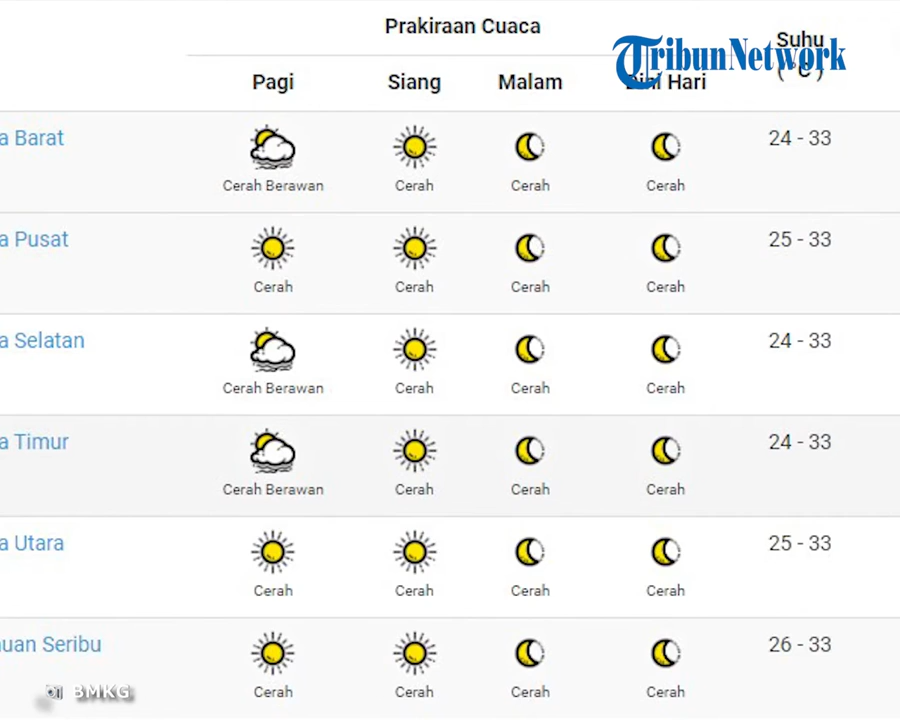 Prakiraan Cuaca
TribunNetwork
Suhu
(°C)
Pagi Siang Malam Dini Hari
a Barat 24 - 33
Cerah Berawan Cerah Cerah Cerah
a Pusat 25 - 33
Cerah Cerah Cerah Cerah
a Selatan 24 - 33
Cerah Berawan Cerah Cerah Cerah
a Timur 24 - 33
Cerah Berawan Cerah Cerah Cerah
a Utara 25 - 33
Cerah Cerah Cerah Cerah
uan Seribu 26 - 33
Cerah Cerah Cerah Cerah
BMKG